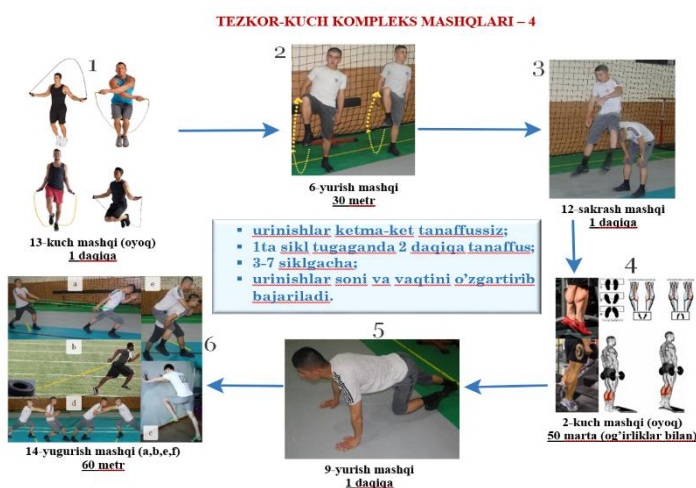 TEZKOR-KUCH KOMPLEKS MASHQLARI – 4
1
13-kuch mashqi (oyoq)
1 daqiqa
2
6-yurish mashqi
30 metr
3
12-sakrash mashqi
1 daqiqa
▪ urinishlar ketma-ket tanaffussiz;
▪ 1ta sikl tugaganda 2 daqiqa tanaffus;
▪ 3-7 siklgacha;
▪ urinishlar soni va vaqtini o'zgartirib
bajariladi.
4
2-kuch mashqi (oyoq)
50 marta (og'irliklar bilan)
5
9-yurish mashqi
1 daqiqa
6
a
e
b
d
14-yugurish mashqi (a,b,e,f)
60 metr